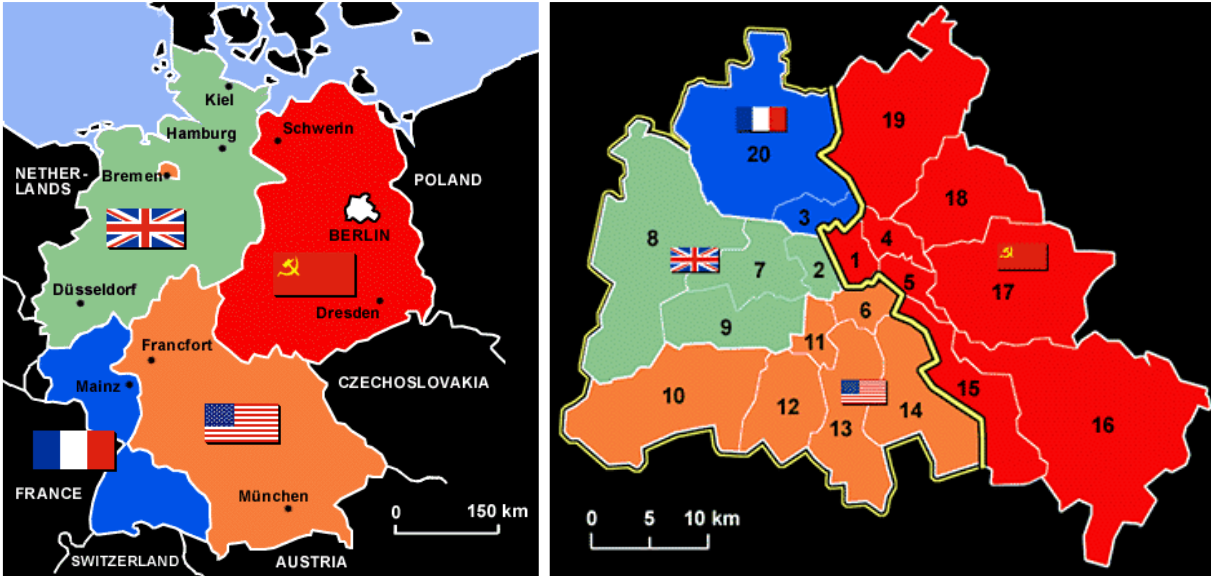 Kiel
Hamburg
Schwerin
NETHER-
LANDS
Bremen
POLAND
BERLIN
Düsseldorf
Dresden
Francfort
Mainz
CZECHOSLOVAKIA
FRANCE
München
0 150 km
SWITZERLAND
AUSTRIA
19
20
18
3
8
4
1
7
2
5
17
6
9
11
15
10
12
14
13
16
0 5 10 km